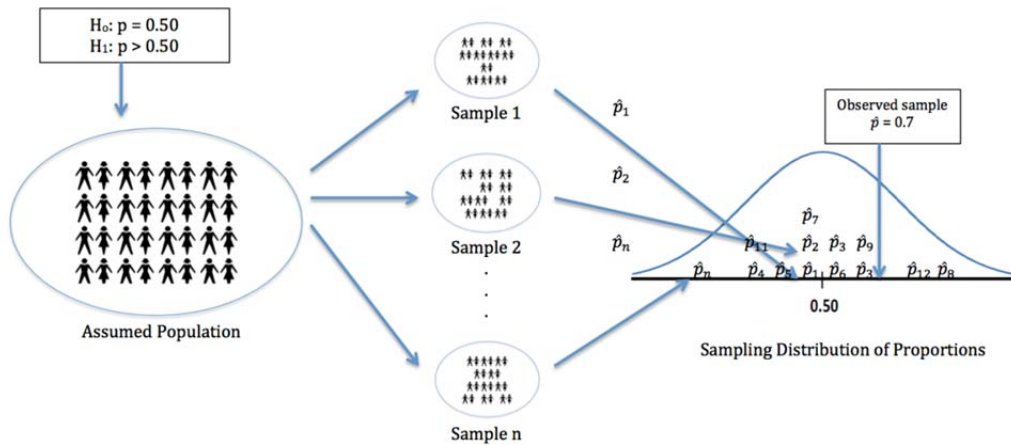 H₀: p = 0.50
H₁: p > 0.50
Assumed Population
Sample 1
Sample 2
.
.
.
Sample n
p̂₁
p̂₂
p̂ₙ
Observed sample
p̂ = 0.7
p̂₇
p̂₁₁ p̂₂ p̂₃ p̂₉
p̂ₙ p̂₄ p̂₅ p̂₁ p̂₆ p̂₃ p̂₁₂ p̂₈
0.50
Sampling Distribution of Proportions